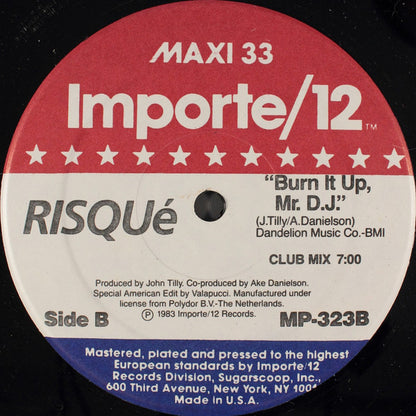 MAXI 33
Importe/12™
RISQUé
"Burn It Up,
Mr. D.J."
(J.Tilly/A.Danielson)
Dandelion Music Co.-BMI
CLUB MIX 7:00
Produced by John Tilly. Co-produced by Ake Danielson.
Special American Edit by Valapucci. Manufactured under
license from Polydor B.V.-The Netherlands.
Side B
℗ 1983 Importe/12 Records.
MP-323B
Mastered, plated and pressed to the highest
European standards by Importe/12
Records Division, Sugarscoop, Inc.,
600 Third Avenue, New York, NY 100
Made in U.S.A.